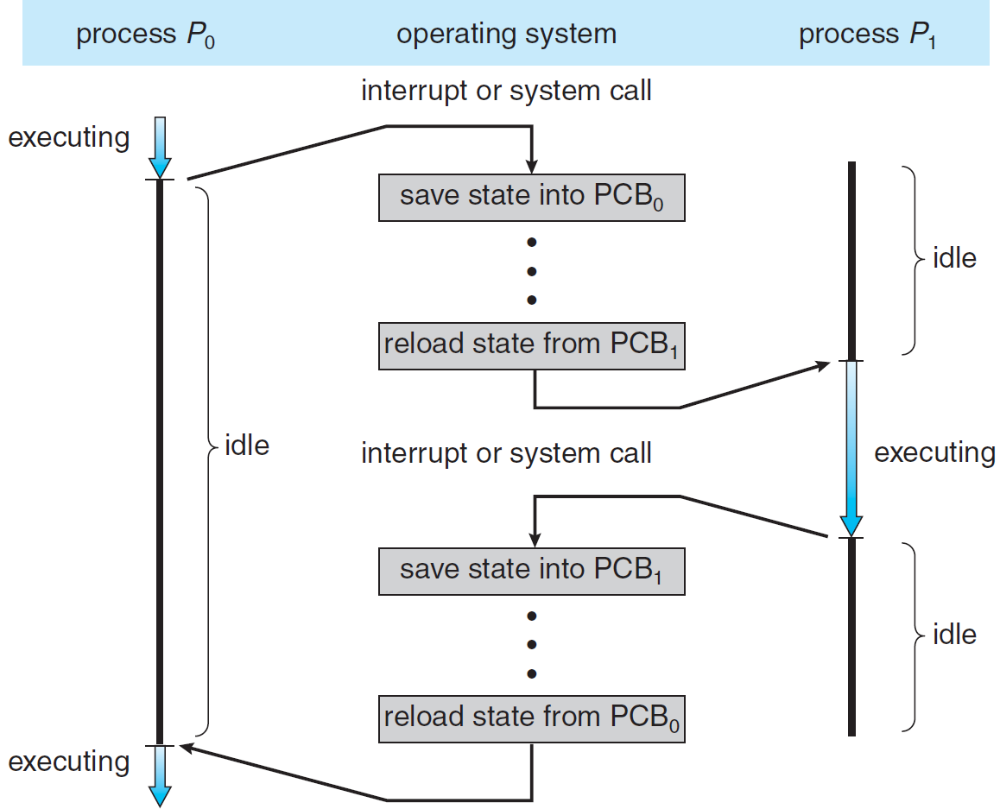 process P₀ operating system process P₁
interrupt or system call
executing
save state into PCB₀
idle
reload state from PCB₁
idle
interrupt or system call
executing
save state into PCB₁
idle
reload state from PCB₀
executing